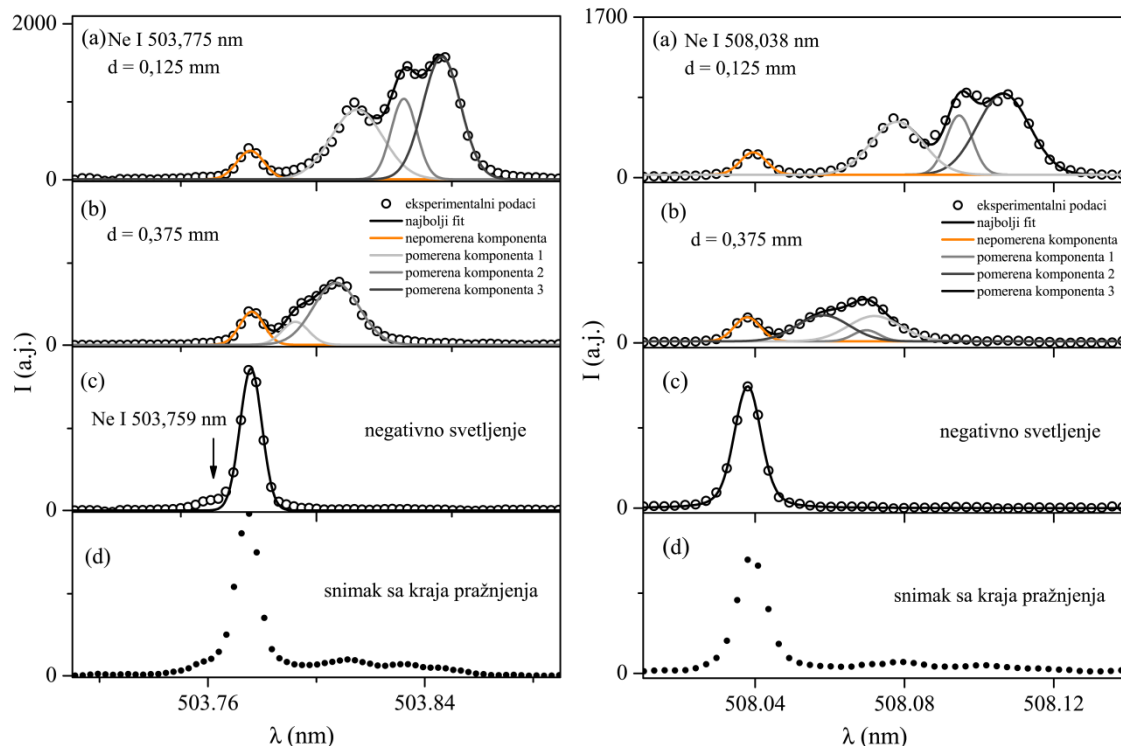 2000
(a)
Ne I 503,775 nm
d = 0,125 mm
0
(b)
d = 0,375 mm
eksperimentalni podaci
najbolji fit
nepomerena komponenta
pomerena komponenta 1
pomerena komponenta 2
pomerena komponenta 3
0
(c)
Ne I 503,759 nm
negativno svetljenje
0
(d)
snimak sa kraja pražnjenja
0
503.76
503.84
λ (nm)
I (a.j.)
1700
(a)
Ne I 508,038 nm
d = 0,125 mm
0
(b)
d = 0,375 mm
eksperimentalni podaci
najbolji fit
nepomerena komponenta
pomerena komponenta 1
pomerena komponenta 2
pomerena komponenta 3
0
(c)
negativno svetljenje
0
(d)
snimak sa kraja pražnjenja
0
508.04
508.08
508.12
λ (nm)
I (a.j.)